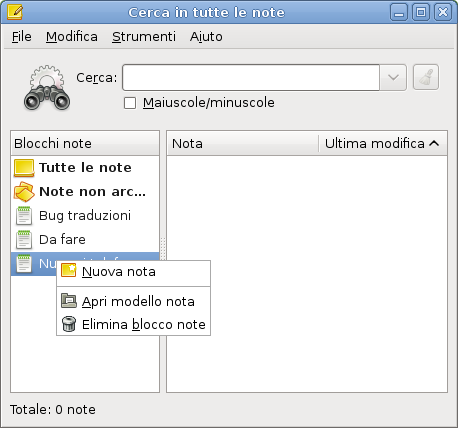 Cerca in tutte le note
File Modifica Strumenti Aiuto
Cerca:
Maiuscole/minuscole
Blocchi note
Nota
Ultima modifica
Tutte le note
Note non arc...
Bug traduzioni
Da fare
Nuova nota
Apri modello nota
Elimina blocco note
Totale: 0 note